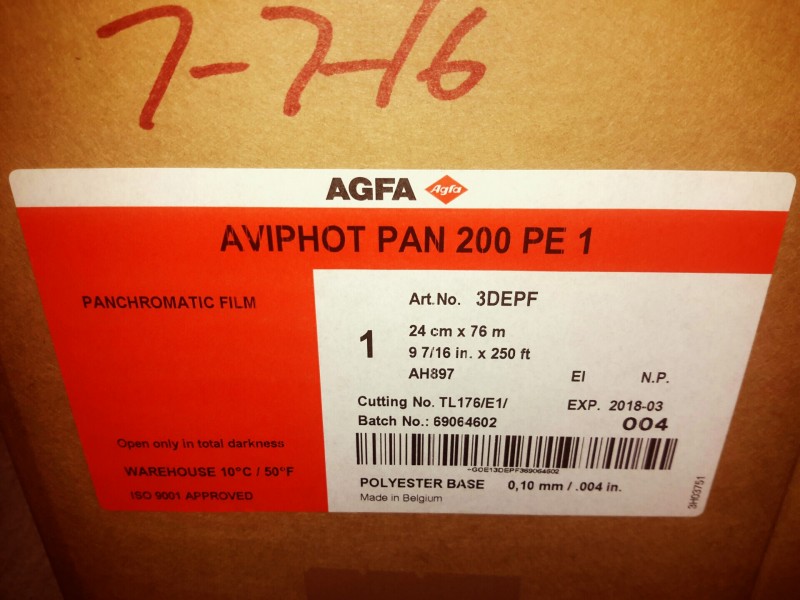 7-7-16
AGFA Agfa
AVIPHOT PAN 200 PE 1
PANCHROMATIC FILM
Art.No. 3DEPF
1
24 cm x 76 m
9 7/16 in. x 250 ft
AH897
EI N.P.
Cutting No. TL176/E1/
EXP. 2018-03
Batch No.: 69064602
004
Open only in total darkness
WAREHOUSE 10°C / 50°F
ISO 9001 APPROVED
-GOE13DEPF369064602
POLYESTER BASE 0,10 mm / .004 in.
Made in Belgium
3H03751